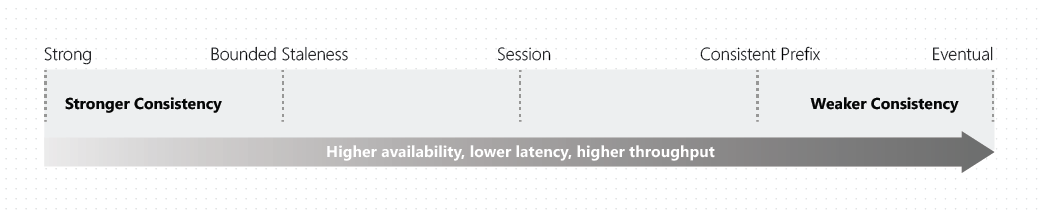 Strong Bounded Staleness Session Consistent Prefix Eventual
Stronger Consistency Weaker Consistency
Higher availability, lower latency, higher throughput